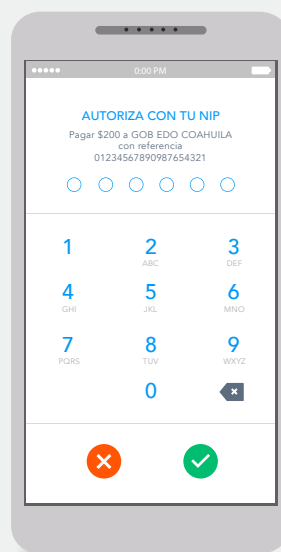 0:00 PM
AUTORIZA CON TU NIP
Pagar $200 a GOB EDO COAHUILA
con referencia
01234567890987654321
1 2 3
ABC DEF
4 5 6
GHI JKL MNO
7 8 9
PQRS TUV WXYZ
0